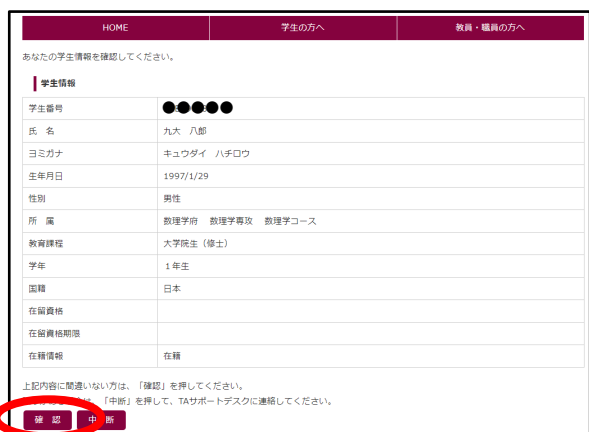 HOME 学生の方へ 教員・職員の方へ
あなたの学生情報を確認してください。
学生情報
学生番号
氏 名 九大 八郎
ヨミガナ キュウダイ ハチロウ
生年月日 1997/1/29
性別 男性
所 属 数理学府 数理学専攻 数理学コース
教育課程 大学院生（修士）
学年 １年生
国籍 日本
在留資格
在留資格期限
在籍情報 在籍
上記内容に間違いない方は、「確認」を押してください。
「中断」を押して、TAサポートデスクに連絡してください。
確 認 中 断